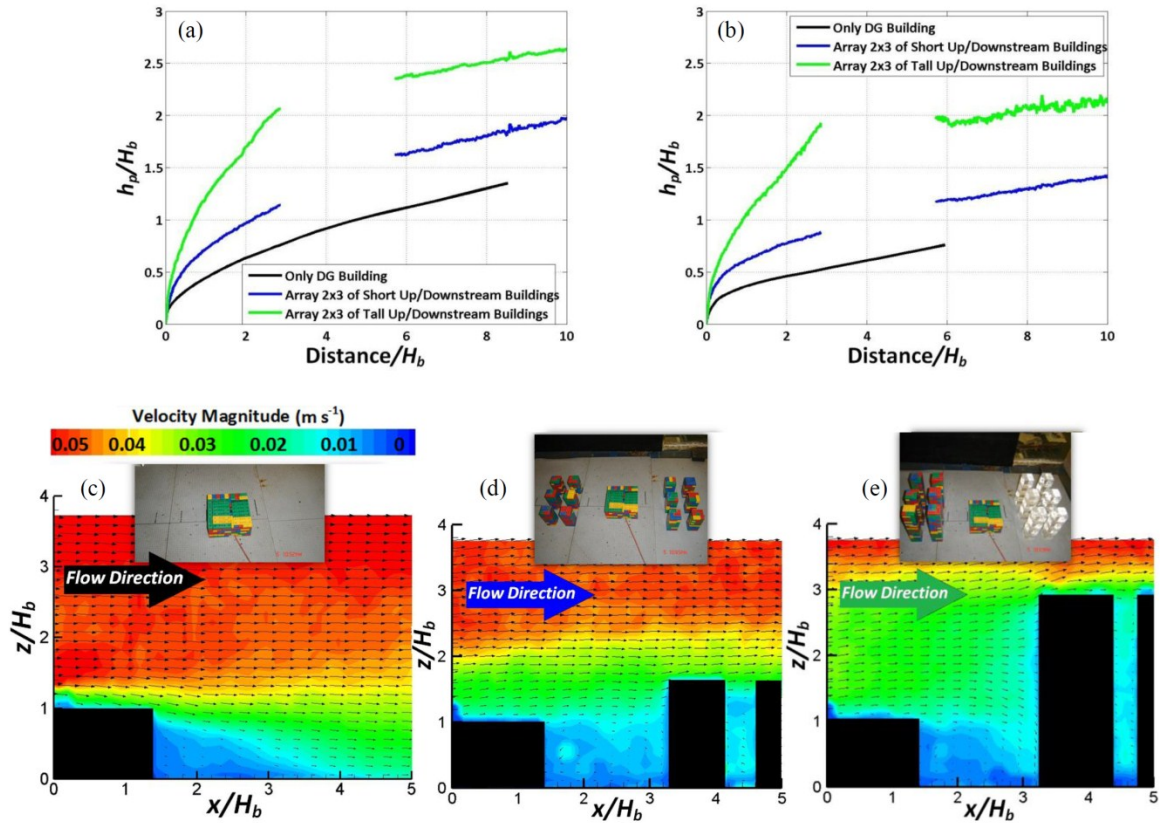 (a)
3
2.5
2
1.5
1
0.5
0
h_p/H_b
Only DG Building
Array 2x3 of Short Up/Downstream Buildings
Array 2x3 of Tall Up/Downstream Buildings
0 2 4 6 8 10
Distance/H_b
(b)
3
2.5
2
1.5
1
0.5
0
h_p/H_b
Only DG Building
Array 2x3 of Short Up/Downstream Buildings
Array 2x3 of Tall Up/Downstream Buildings
0 2 4 6 8 10
Distance/H_b
Velocity Magnitude (m s⁻¹)
0.05 0.04 0.03 0.02 0.01 0
(c)
4
3
2
1
0
z/H_b
Flow Direction
0 1 2 3 4 5
x/H_b
(d)
4
3
2
1
0
z/H_b
Flow Direction
0 1 2 3 4 5
x/H_b
(e)
4
3
2
1
0
z/H_b
Flow Direction
0 1 2 3 4 5
x/H_b